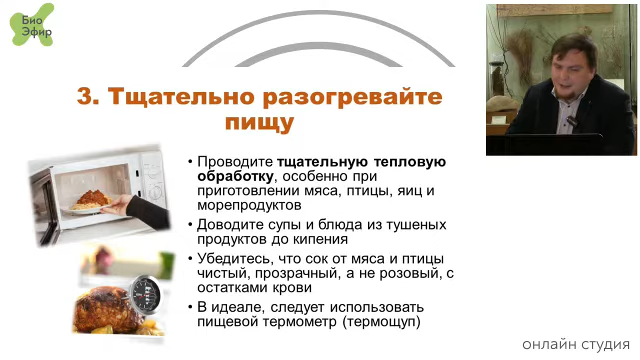 Био
Эфир
3. Тщательно разогревайте
пищу
• Проводите тщательную тепловую
обработку, особенно при
приготовлении мяса, птицы, яиц и
морепродуктов
• Доводите супы и блюда из тушеных
продуктов до кипения
• Убедитесь, что сок от мяса и птицы
чистый, прозрачный, а не розовый, с
остатками крови
• В идеале, следует использовать
пищевой термометр (термощуп)
онлайн студия